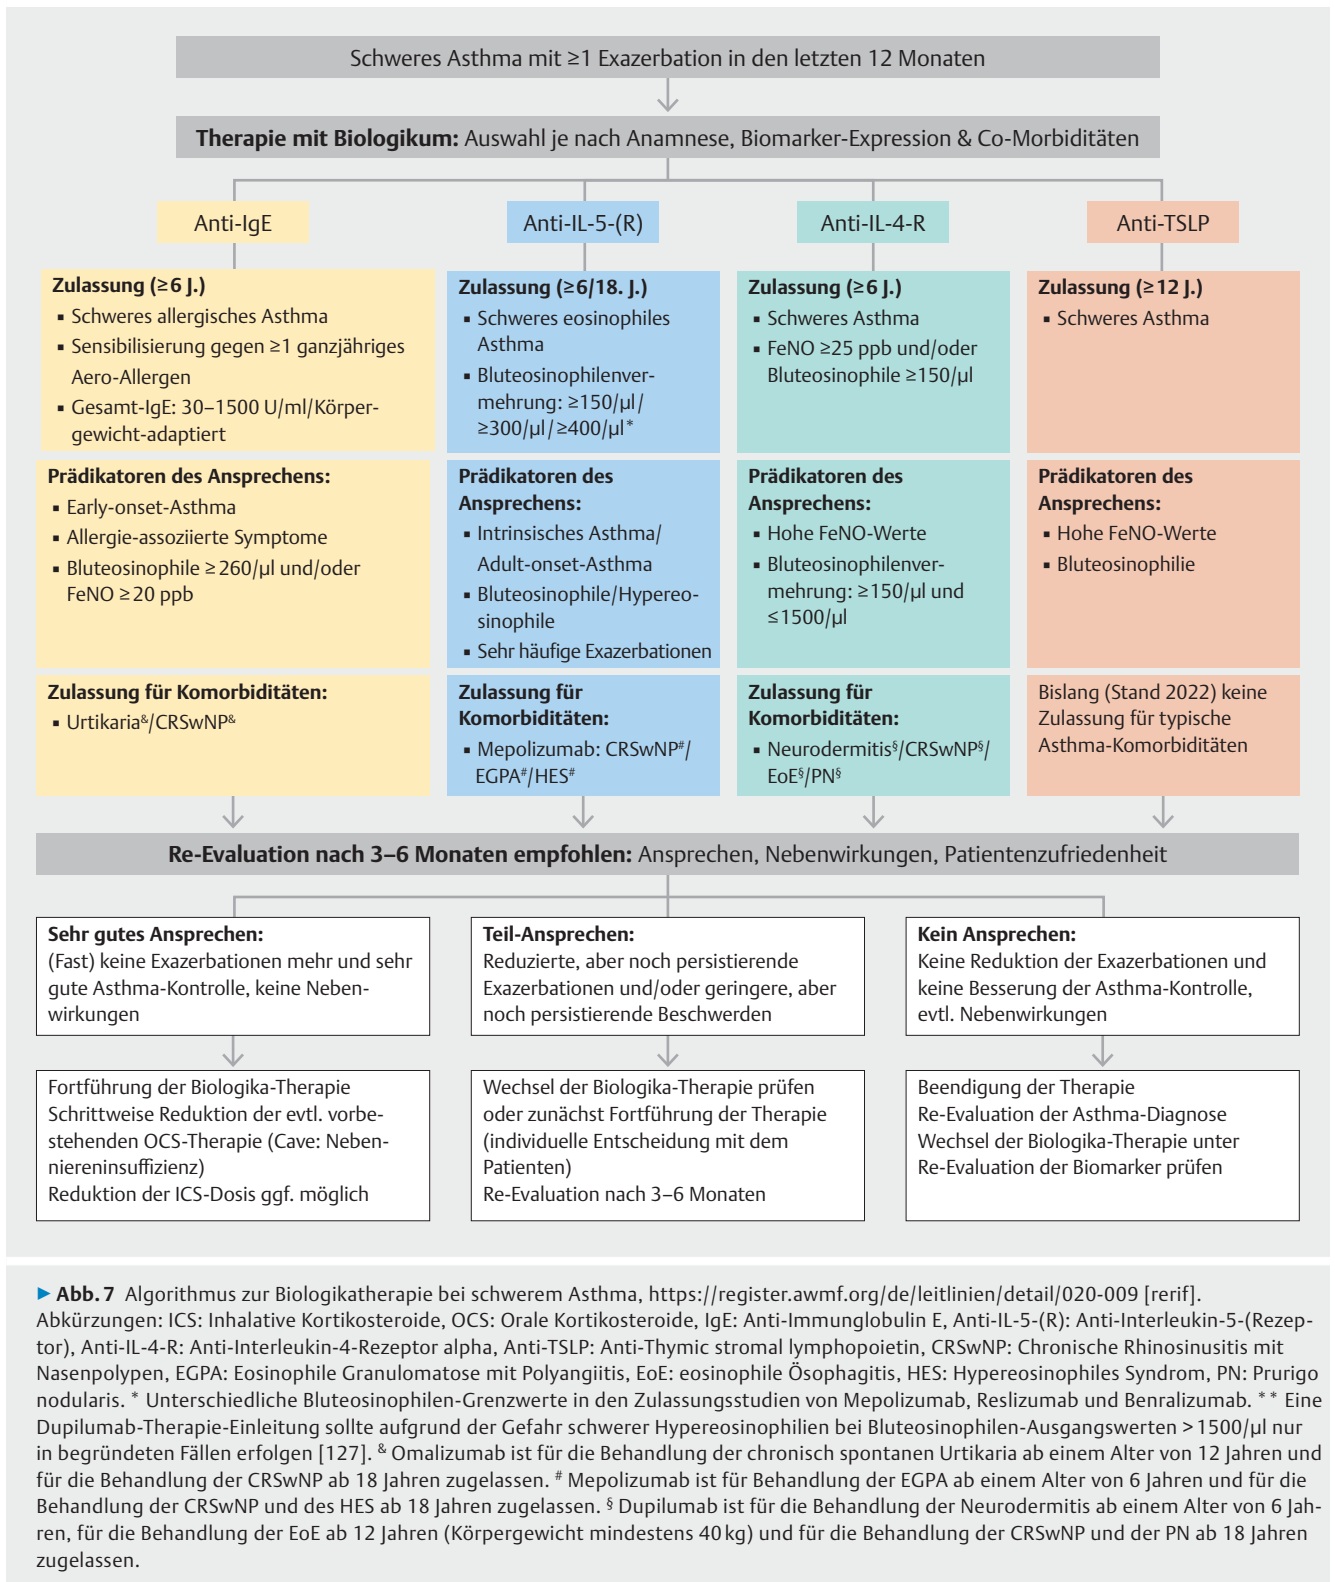 Schweres Asthma mit ≥1 Exazerbation in den letzten 12 Monaten
Therapie mit Biologikum: Auswahl je nach Anamnese, Biomarker-Expression & Co-Morbiditäten
Anti-IgE
Zulassung (≥6 J.)
▪ Schweres allergisches Asthma
▪ Sensibilisierung gegen ≥1 ganzjähriges
Aero-Allergen
▪ Gesamt-IgE: 30–1500 U/ml/Körper-
gewicht-adaptiert
Prädikatoren des Ansprechens:
▪ Early-onset-Asthma
▪ Allergie-assoziierte Symptome
▪ Bluteosinophile ≥260/µl und/oder
FeNO ≥20 ppb
Zulassung für Komorbiditäten:
▪ Urtikaria&/CRSwNP&
Anti-IL-5-(R)
Zulassung (≥6/18. J.)
▪ Schweres eosinophiles
Asthma
▪ Bluteosinophilenver-
mehrung: ≥150/µl/
≥300/µl/≥400/µl*
Prädikatoren des
Ansprechens:
▪ Intrinsisches Asthma/
Adult-onset-Asthma
▪ Bluteosinophile/Hypereo-
sinophile
▪ Sehr häufige Exazerbationen
Zulassung für
Komorbiditäten:
▪ Mepolizumab: CRSwNP#/
EGPA#/HES#
Anti-IL-4-R
Zulassung (≥6 J.)
▪ Schweres Asthma
▪ FeNO ≥25 ppb und/oder
Bluteosinophile ≥150/µl
Prädikatoren des
Ansprechens:
▪ Hohe FeNO-Werte
▪ Bluteosinophilenver-
mehrung: ≥150/µl und
≤1500/µl
Zulassung für
Komorbiditäten:
▪ Neurodermitis§/CRSwNP§/
EoE§/PN§
Anti-TSLP
Zulassung (≥12 J.)
▪ Schweres Asthma
Prädikatoren des
Ansprechens:
▪ Hohe FeNO-Werte
▪ Bluteosinophilie
Bislang (Stand 2022) keine
Zulassung für typische
Asthma-Komorbiditäten
Re-Evaluation nach 3–6 Monaten empfohlen: Ansprechen, Nebenwirkungen, Patientenzufriedenheit
Sehr gutes Ansprechen:
(Fast) keine Exazerbationen mehr und sehr
gute Asthma-Kontrolle, keine Neben-
wirkungen
Fortführung der Biologika-Therapie
Schrittweise Reduktion der evtl. vorbe-
stehenden OCS-Therapie (Cave: Neben-
niereninsuffizienz)
Reduktion der ICS-Dosis ggf. möglich
Teil-Ansprechen:
Reduzierte, aber noch persistierende
Exazerbationen und/oder geringere, aber
noch persistierende Beschwerden
Wechsel der Biologika-Therapie prüfen
oder zunächst Fortführung der Therapie
(individuelle Entscheidung mit dem
Patienten)
Re-Evaluation nach 3–6 Monaten
Kein Ansprechen:
Keine Reduktion der Exazerbationen und
keine Besserung der Asthma-Kontrolle,
evtl. Nebenwirkungen
Beendigung der Therapie
Re-Evaluation der Asthma-Diagnose
Wechsel der Biologika-Therapie unter
Re-Evaluation der Biomarker prüfen
▶ Abb. 7 Algorithmus zur Biologikatherapie bei schwerem Asthma, https://register.awmf.org/de/leitlinien/detail/020-009 [rerif].
Abkürzungen: ICS: Inhalative Kortikosteroide, OCS: Orale Kortikosteroide, IgE: Anti-Immunglobulin E, Anti-IL-5-(R): Anti-Interleukin-5-(Rezep-
tor), Anti-IL-4-R: Anti-Interleukin-4-Rezeptor alpha, Anti-TSLP: Anti-Thymic stromal lymphopoietin, CRSwNP: Chronische Rhinosinusitis mit
Nasenpolypen, EGPA: Eosinophile Granulomatose mit Polyangiitis, EoE: eosinophile Ösophagitis, HES: Hypereosinophiles Syndrom, PN: Prurigo
nodularis. * Unterschiedliche Bluteosinophilen-Grenzwerte in den Zulassungsstudien von Mepolizumab, Reslizumab und Benralizumab. ** Eine
Dupilumab-Therapie-Einleitung sollte aufgrund der Gefahr schwerer Hypereosinophilien bei Bluteosinophilen-Ausgangswerten >1500/µl nur
in begründeten Fällen erfolgen [127]. & Omalizumab ist für die Behandlung der chronisch spontanen Urtikaria ab einem Alter von 12 Jahren und
für die Behandlung der CRSwNP ab 18 Jahren zugelassen. # Mepolizumab ist für Behandlung der EGPA ab einem Alter von 6 Jahren und für die
Behandlung der CRSwNP und des HES ab 18 Jahren zugelassen. § Dupilumab ist für die Behandlung der Neurodermitis ab einem Alter von 6 Jah-
ren, für die Behandlung der EoE ab 12 Jahren (Körpergewicht mindestens 40 kg) und für die Behandlung der CRSwNP und der PN ab 18 Jahren
zugelassen.